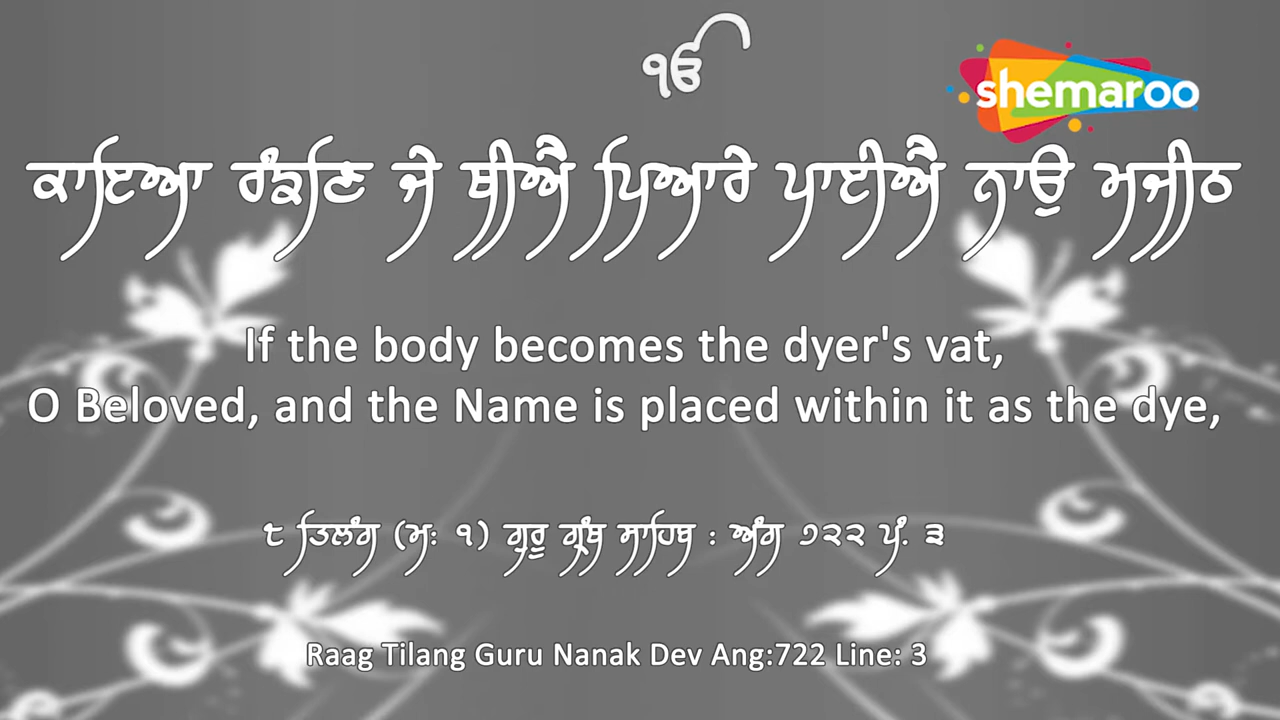 ੴ
shemaroo
ਕਾਇਆ ਰੰਙਣਿ ਜੇ ਥੀਐ ਪਿਆਰੇ ਪਾਈਐ ਨਾਉ ਮਜੀਠ
If the body becomes the dyer's vat,
O Beloved, and the Name is placed within it as the dye,
੮ ਤਿਲੰਗ (ਮਃ ੧) ਗੁਰੁ ਗ੍ਰੰਥ ਸਾਹਿਬ : ਅੰਗ ੭੨੨ ਪੰ. ੩
Raag Tilang Guru Nanak Dev Ang:722 Line: 3